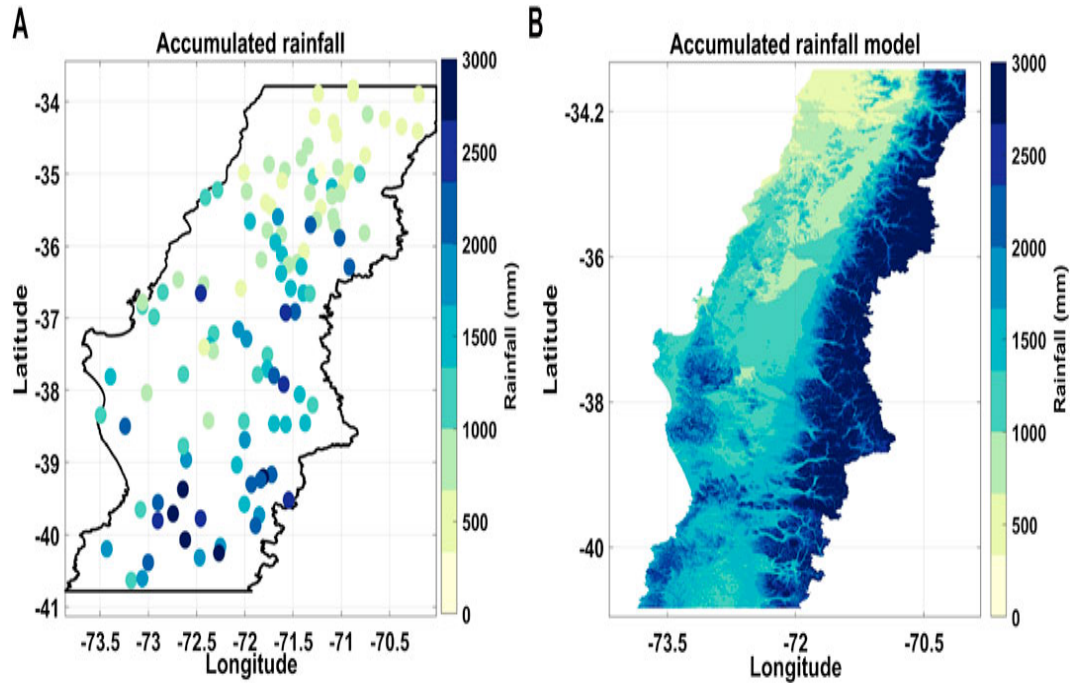 A
Accumulated rainfall
-34
-35
-36
-37
-38
-39
-40
-41
Latitude
-73.5 -73 -72.5 -72 -71.5 -71 -70.5
Longitude
3000
2500
2000
1500
1000
500
0
Rainfall (mm)
B
Accumulated rainfall model
-34.2
-36
-38
-40
Latitude
-73.5 -72 -70.5
Longitude
3000
2500
2000
1500
1000
500
0
Rainfall (mm)